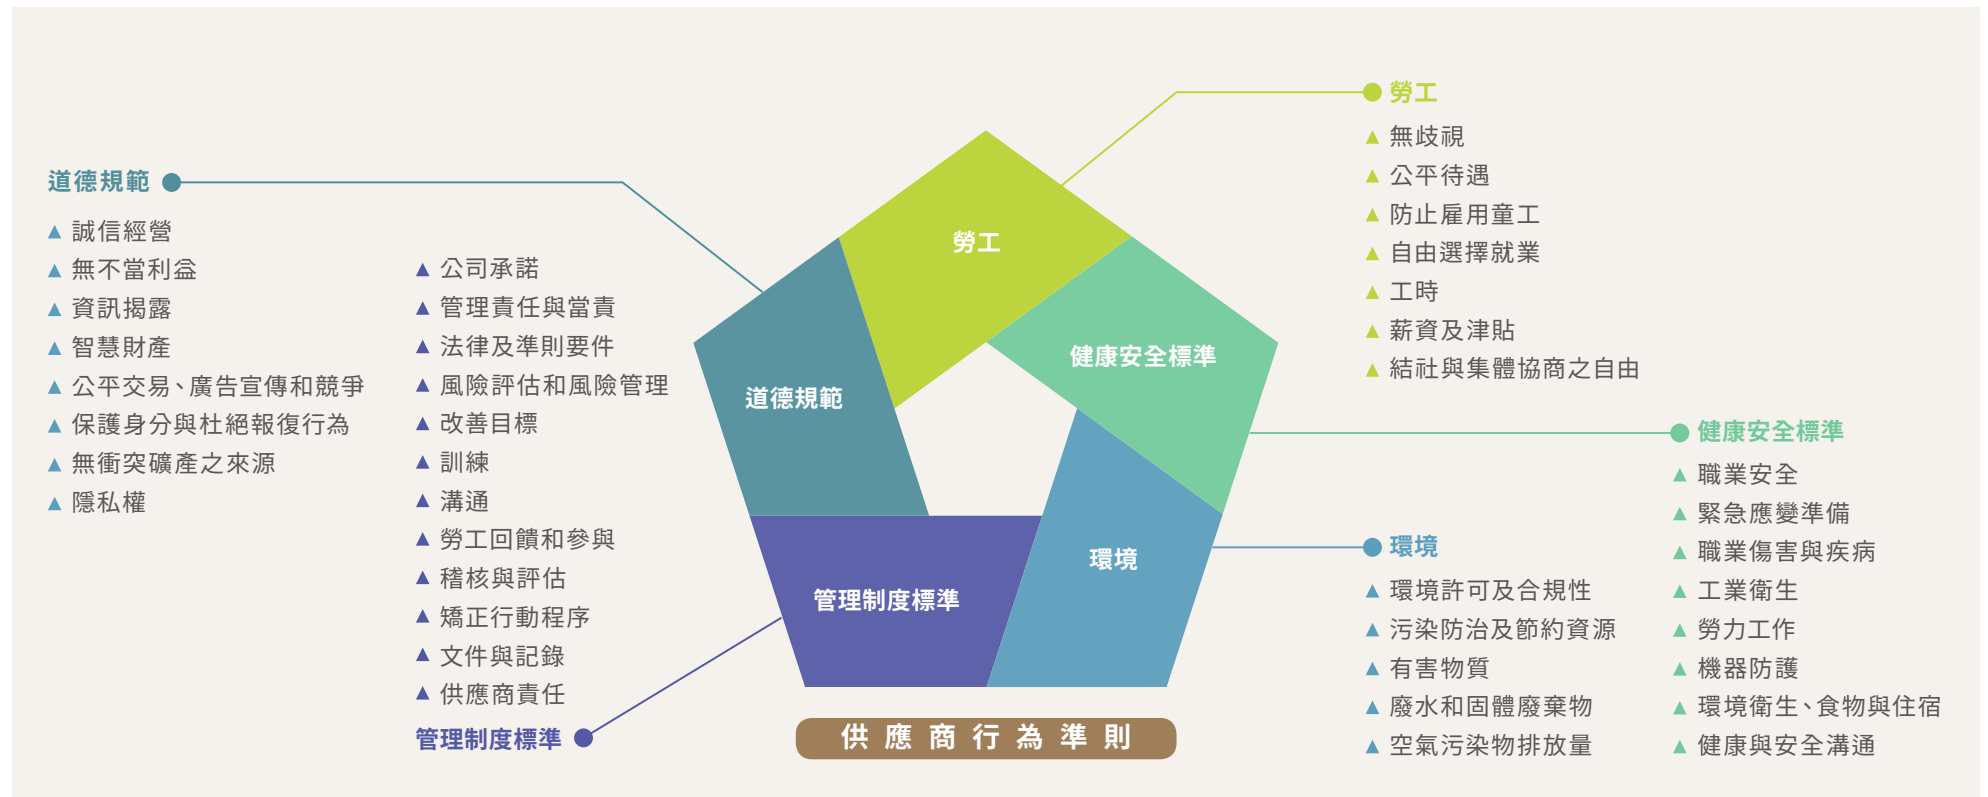 道德規範
誠信經營
無不當利益
資訊揭露
智慧財產
公平交易、廣告宣傳和競爭
保護身分與杜絕報復行為
無衝突礦產之來源
隱私權
公司承諾
管理責任與當責
法律及準則要件
風險評估和風險管理
改善目標
訓練
溝通
勞工回饋和參與
稽核與評估
矯正行動程序
文件與記錄
供應商責任
管理制度標準
勞工
健康安全標準
道德規範
環境
管理制度標準
供應商行為準則
勞工
無歧視
公平待遇
防止雇用童工
自由選擇就業
工時
薪資及津貼
結社與集體協商之自由
環境
環境許可及合規性
污染防治及節約資源
有害物質
廢水和固體廢棄物
空氣污染物排放量
健康安全標準
職業安全
緊急應變準備
職業傷害與疾病
工業衛生
勞力工作
機器防護
環境衛生、食物與住宿
健康與安全溝通